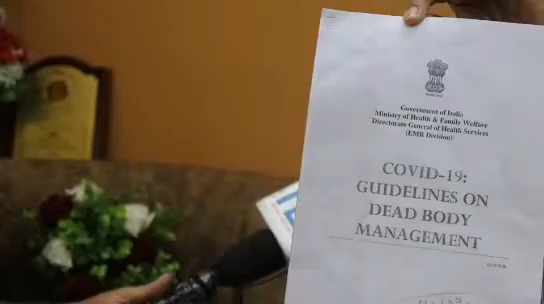 Government of India
Ministry of Health & Family Welfare
Directorate General of Health Services
(EMR Division)
COVID-19:
GUIDELINES ON
DEAD BODY
MANAGEMENT